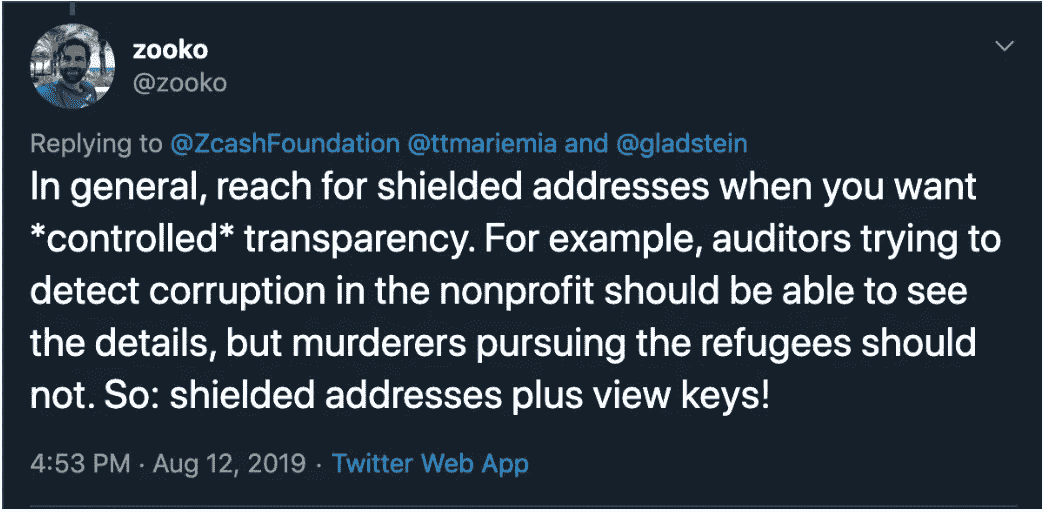 zooko
@zooko
Replying to @ZcashFoundation @ttmariemia and @gladstein
In general, reach for shielded addresses when you want
*controlled* transparency. For example, auditors trying to
detect corruption in the nonprofit should be able to see
the details, but murderers pursuing the refugees should
not. So: shielded addresses plus view keys!
4:53 PM · Aug 12, 2019 · Twitter Web App